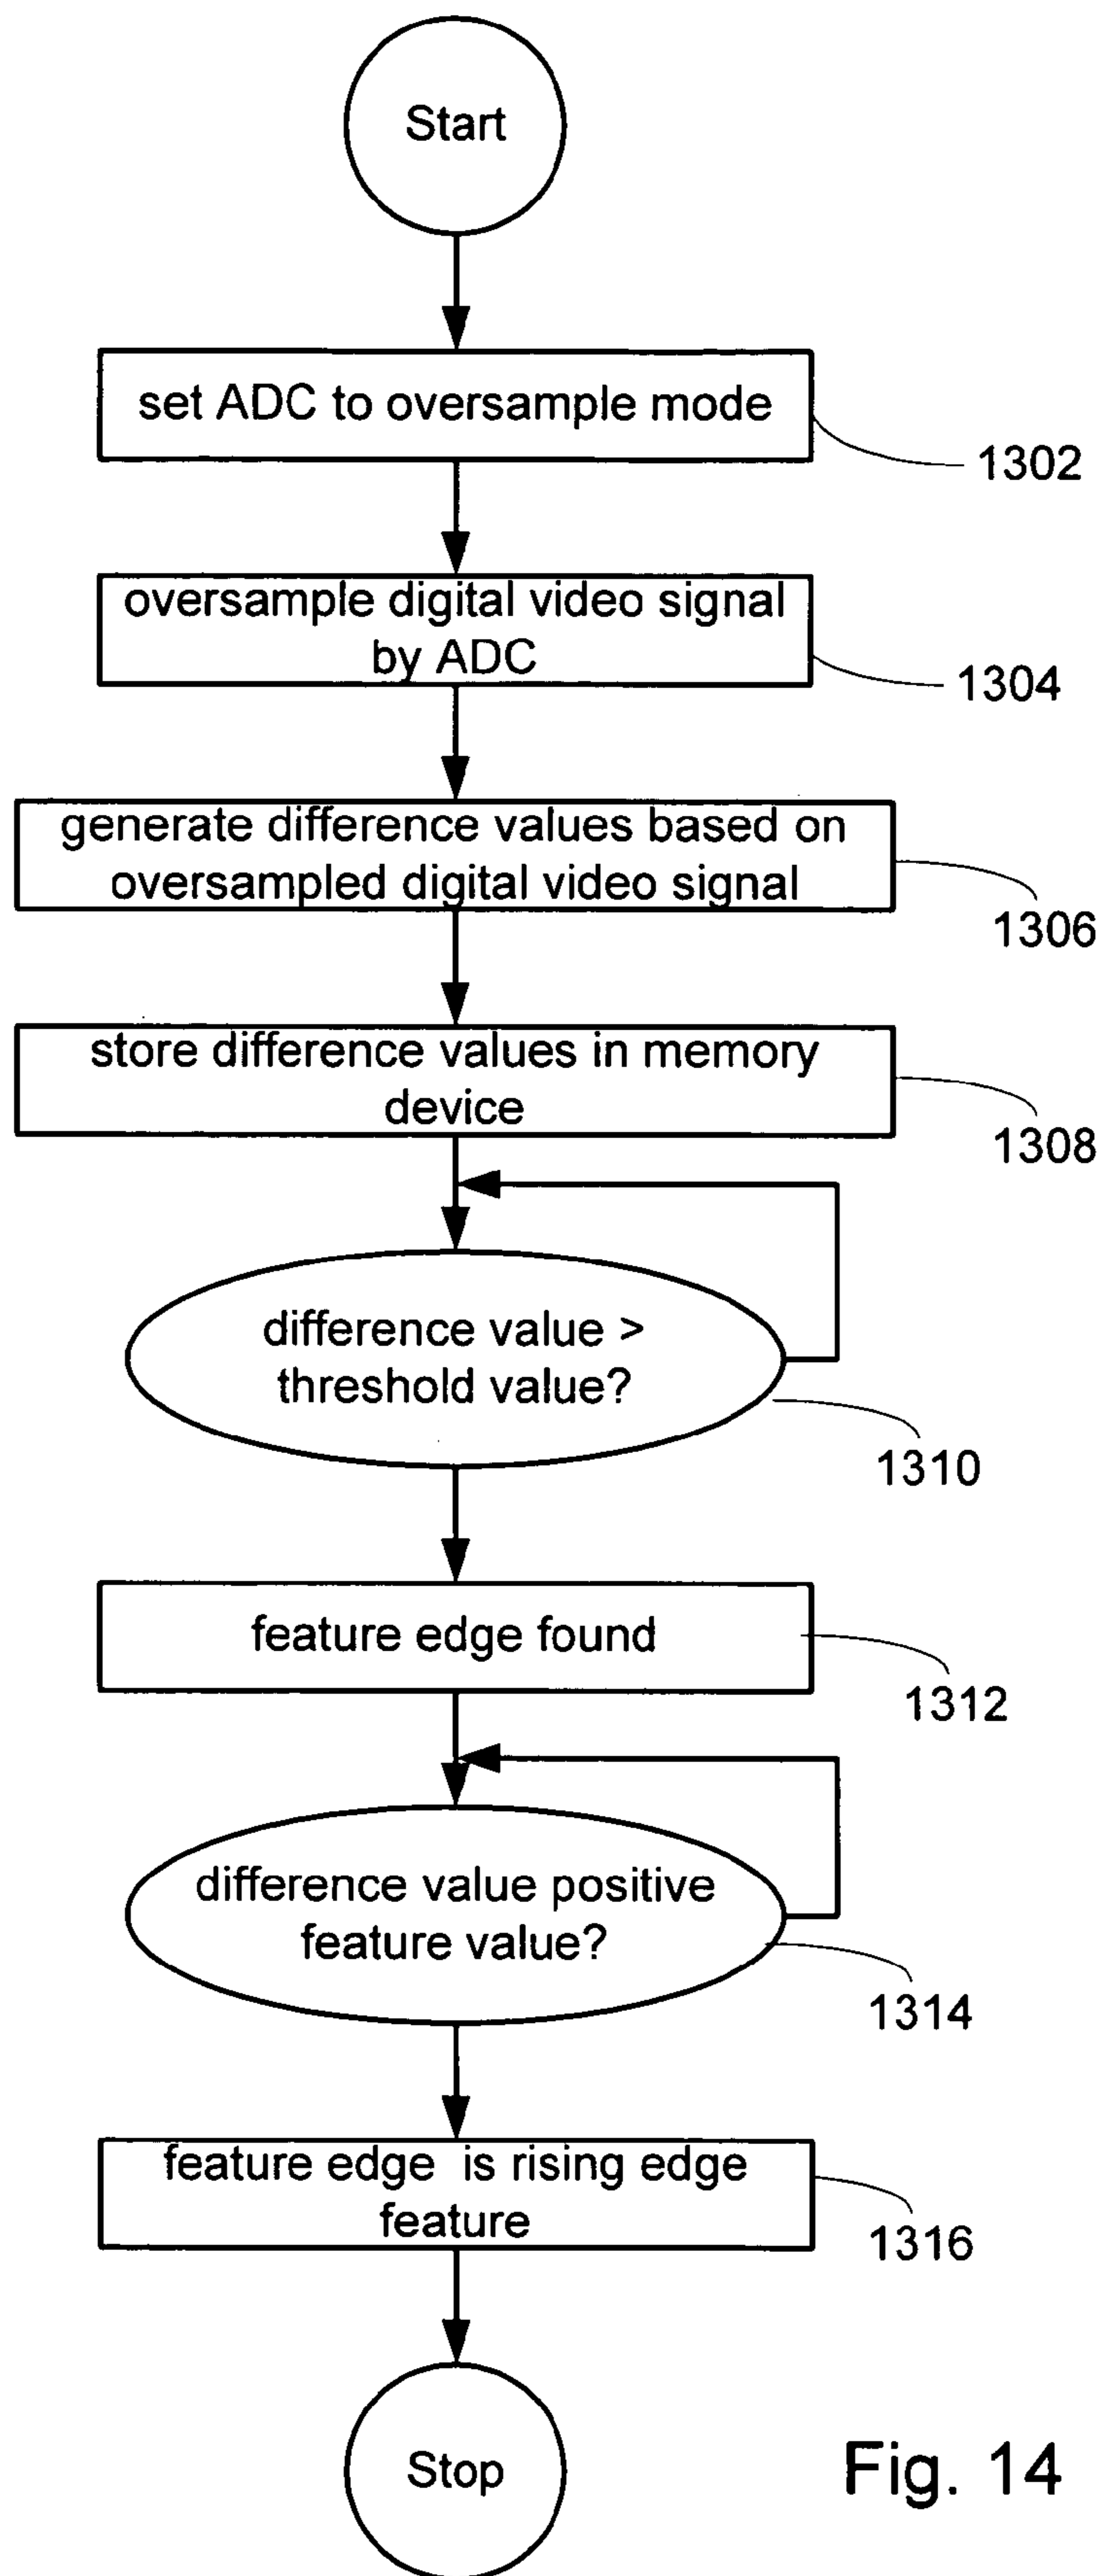 Start
set ADC to oversample mode
1302
oversample digital video signal
by ADC
1304
generate difference values based on
oversampled digital video signal
1306
store difference values in memory
device
1308
difference value >
threshold value?
1310
feature edge found
1312
difference value positive
feature value?
1314
feature edge is rising edge
feature
1316
Stop
Fig. 14